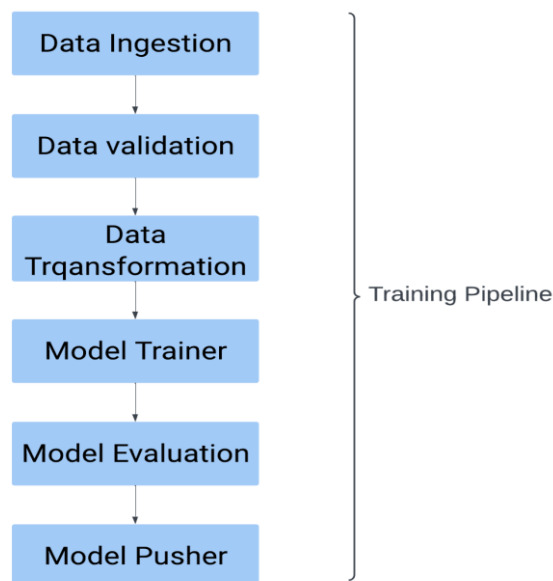 Data Ingestion
Data validation
Data
Trqansformation
Training Pipeline
Model Trainer
Model Evaluation
Model Pusher